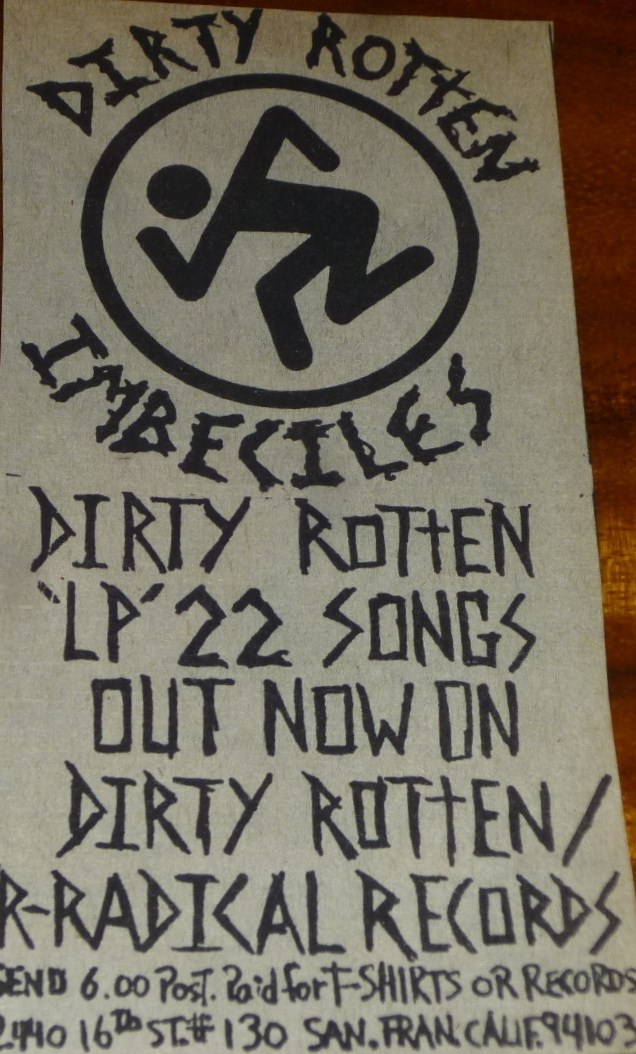 DIRTY ROTTEN
IMBECILES
DIRTY ROTTEN
'LP' 22 SONGS
OUT NOW ON
DIRTY ROTTEN/
R-RADICAL RECORDS
SEND 6.00 Post. Paid for T-SHIRTS OR RECORDS
2440 16Th ST.# 130 SAN. FRAN. CALIF. 94103